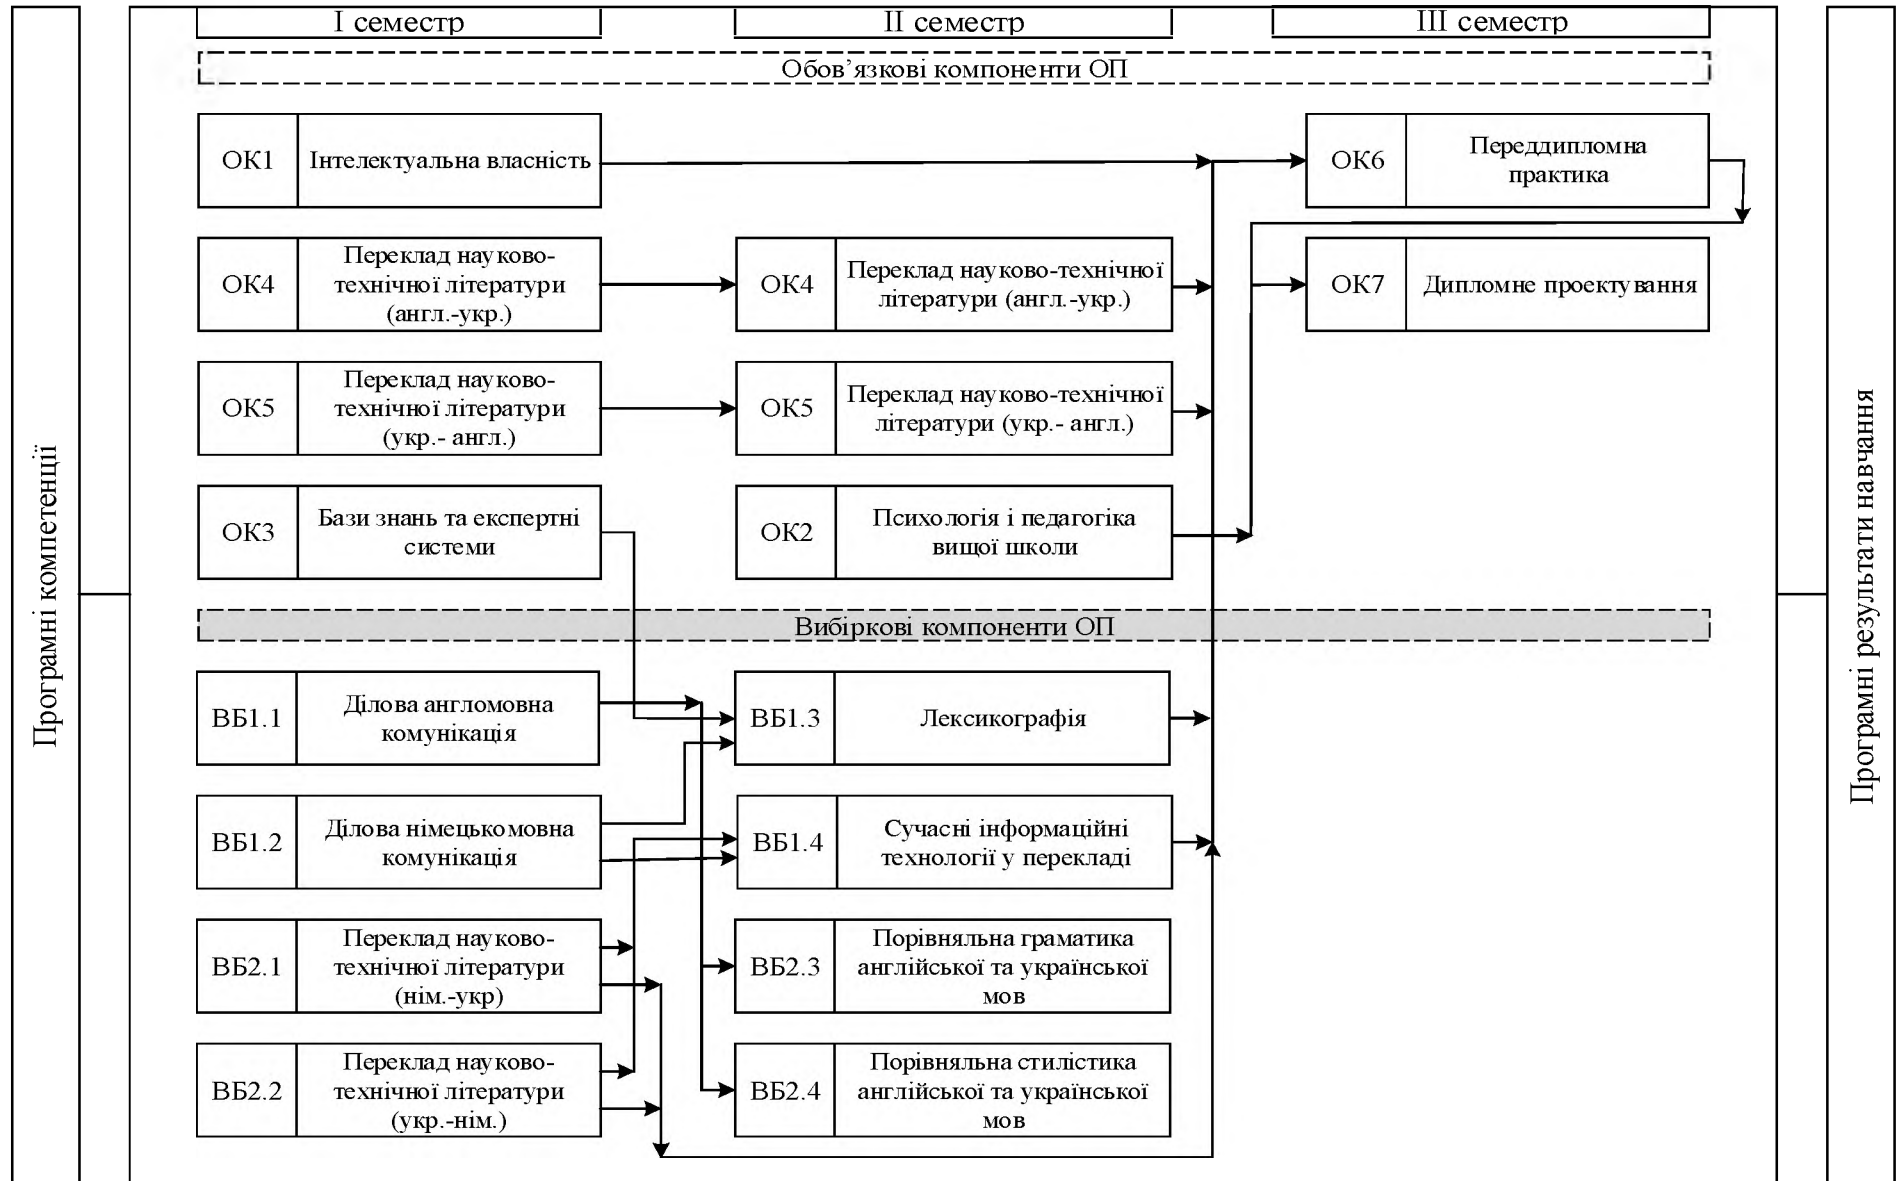 I семестр
II семестр
III семестр
Обов’язкові компоненти ОП
ОК1
Інтелектуальна власність
ОК6
Переддипломна
практика
ОК4
Переклад науково-
технічної літератури
(англ.-укр.)
ОК4
Переклад науково-технічної
літератури (англ.-укр.)
ОК7
Дипломне проектування
ОК5
Переклад науково-
технічної літератури
(укр.- англ.)
ОК5
Переклад науково-технічної
літератури (укр.- англ.)
ОК3
Бази знань та експертні
системи
ОК2
Психологія і педагогіка
вищої школи
Вибіркові компоненти ОП
ВБ1.1
Ділова англомовна
комунікація
ВБ1.3
Лексикографія
ВБ1.2
Ділова німецькомовна
комунікація
ВБ1.4
Сучасні інформаційні
технології у перекладі
ВБ2.1
Переклад науково-
технічної літератури
(нім.-укр)
ВБ2.3
Порівняльна граматика
англійської та української
мов
ВБ2.2
Переклад науково-
технічної літератури
(укр.-нім.)
ВБ2.4
Порівняльна стилістика
англійської та української
мов
Програмні компетенції
Програмні результати навчання